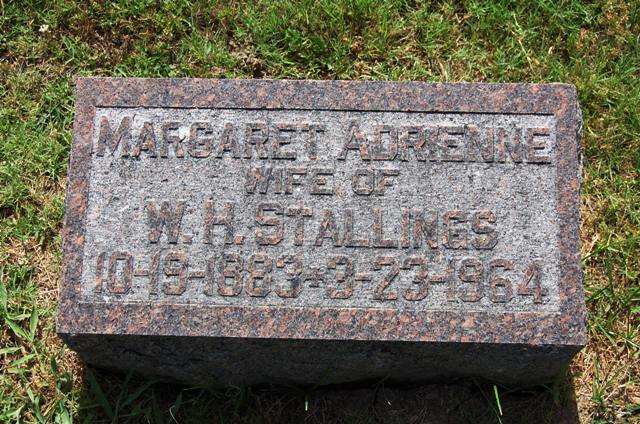 MARGARET ADRIENNE
WIFE OF
W. H. STALLINGS
10-19-1883+3-23-1964